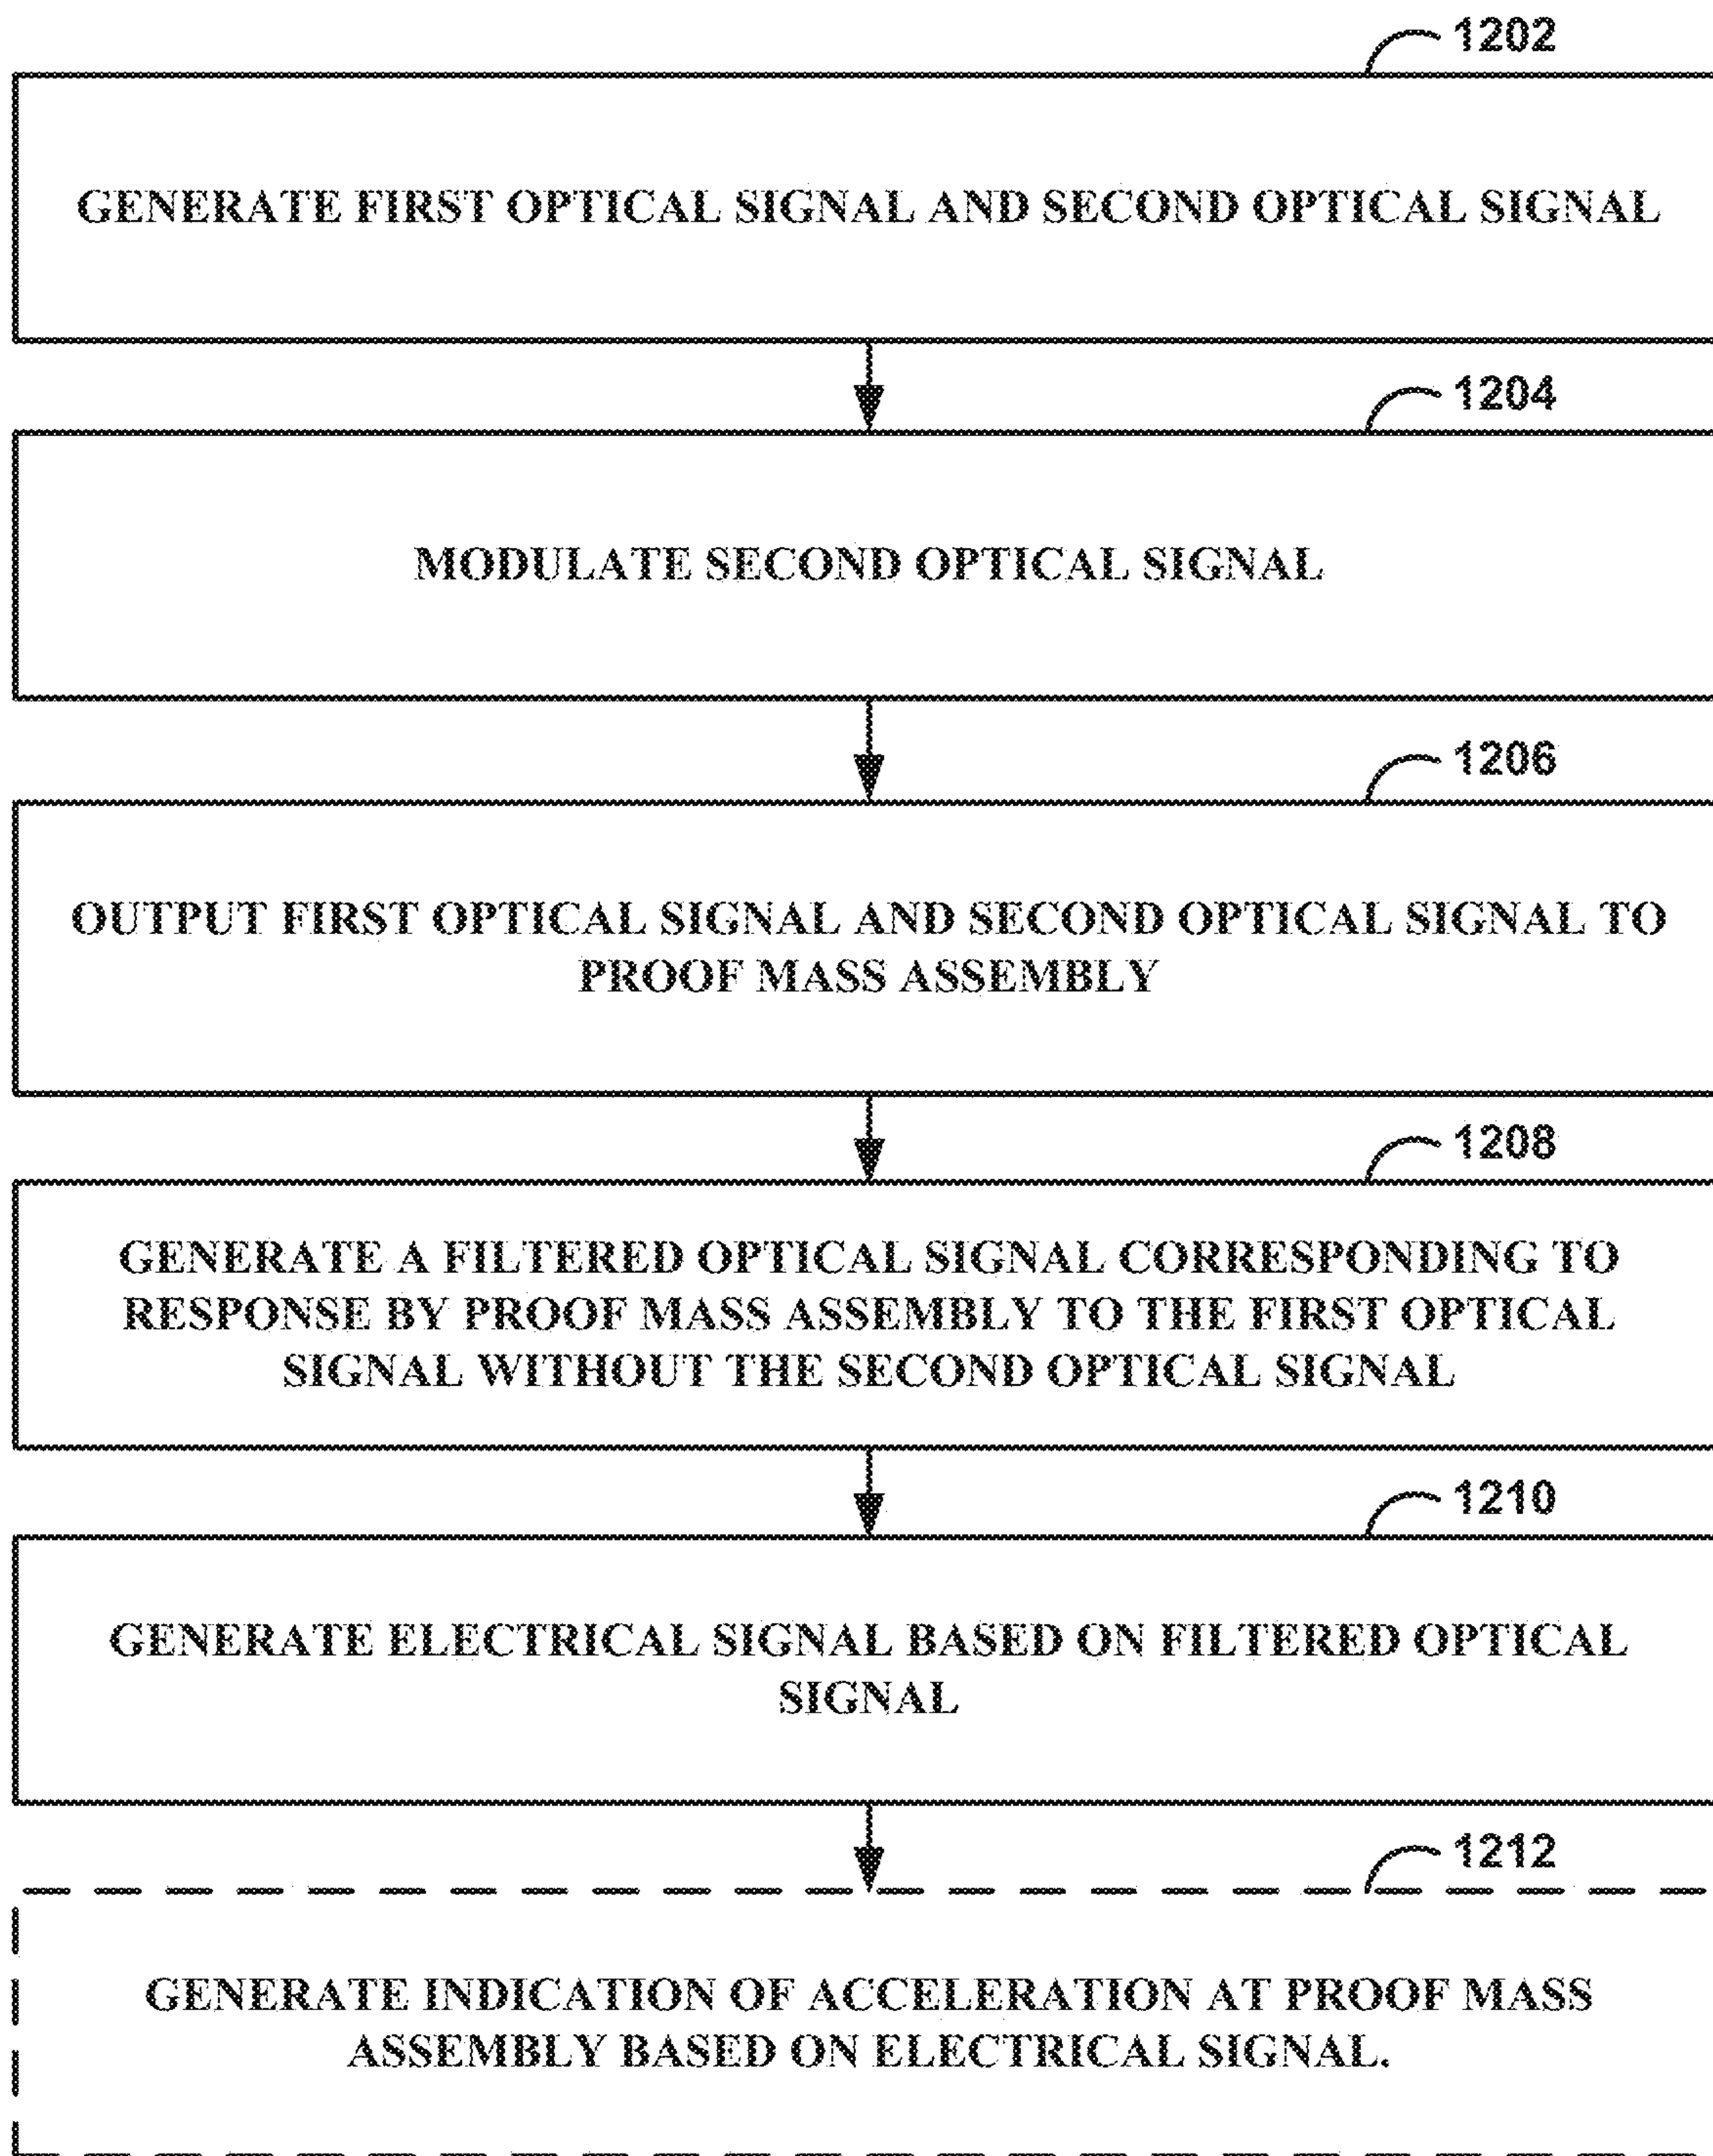 1202
GENERATE FIRST OPTICAL SIGNAL AND SECOND OPTICAL SIGNAL
1204
MODULATE SECOND OPTICAL SIGNAL
1206
OUTPUT FIRST OPTICAL SIGNAL AND SECOND OPTICAL SIGNAL TO
PROOF MASS ASSEMBLY
1208
GENERATE A FILTERED OPTICAL SIGNAL CORRESPONDING TO
RESPONSE BY PROOF MASS ASSEMBLY TO THE FIRST OPTICAL
SIGNAL WITHOUT THE SECOND OPTICAL SIGNAL
1210
GENERATE ELECTRICAL SIGNAL BASED ON FILTERED OPTICAL
SIGNAL
1212
GENERATE INDICATION OF ACCELERATION AT PROOF MASS
ASSEMBLY BASED ON ELECTRICAL SIGNAL.